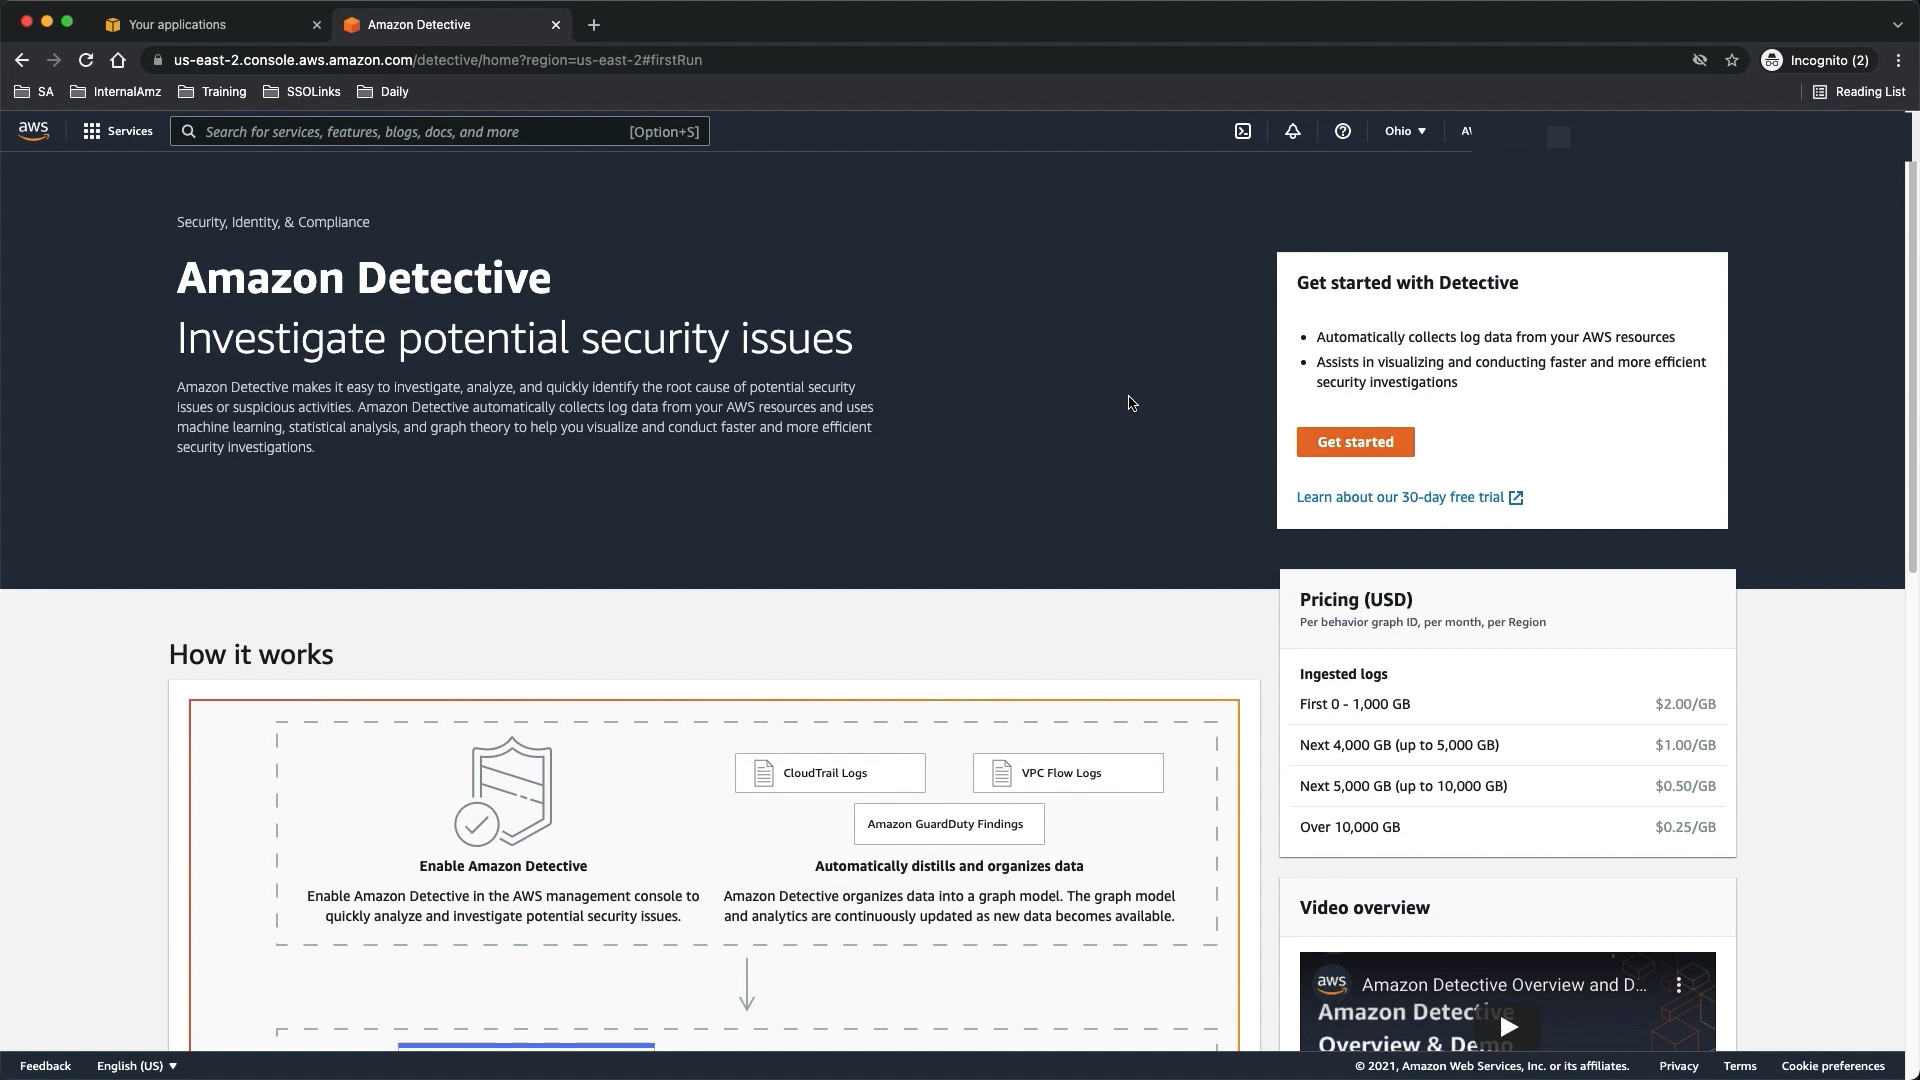 Your applications
Amazon Detective
us-east-2.console.aws.amazon.com/detective/home?region=us-east-2#firstRun
Incognito (2)
SA
InternalAmz
Training
SSOLinks
Daily
Reading List
aws
Services
Search for services, features, blogs, docs, and more
[Option+S]
Ohio
Security, Identity, & Compliance
Amazon Detective
Investigate potential security issues
Amazon Detective makes it easy to investigate, analyze, and quickly identify the root cause of potential security
issues or suspicious activities. Amazon Detective automatically collects log data from your AWS resources and uses
machine learning, statistical analysis, and graph theory to help you visualize and conduct faster and more efficient
security investigations.
Get started with Detective
• Automatically collects log data from your AWS resources
• Assists in visualizing and conducting faster and more efficient
security investigations
Get started
Learn about our 30-day free trial
Pricing (USD)
Per behavior graph ID, per month, per Region
Ingested logs
First 0 - 1,000 GB $2.00/GB
Next 4,000 GB (up to 5,000 GB) $1.00/GB
Next 5,000 GB (up to 10,000 GB) $0.50/GB
Over 10,000 GB $0.25/GB
How it works
CloudTrail Logs
VPC Flow Logs
Amazon GuardDuty Findings
Enable Amazon Detective
Enable Amazon Detective in the AWS management console to
quickly analyze and investigate potential security issues.
Automatically distills and organizes data
Amazon Detective organizes data into a graph model. The graph model
and analytics are continuously updated as new data becomes available.
Video overview
aws
Amazon Detective Overview and D...
Amazon Detective
Overview & Demo
Feedback
English (US)
© 2021, Amazon Web Services, Inc. or its affiliates.
Privacy
Terms
Cookie preferences